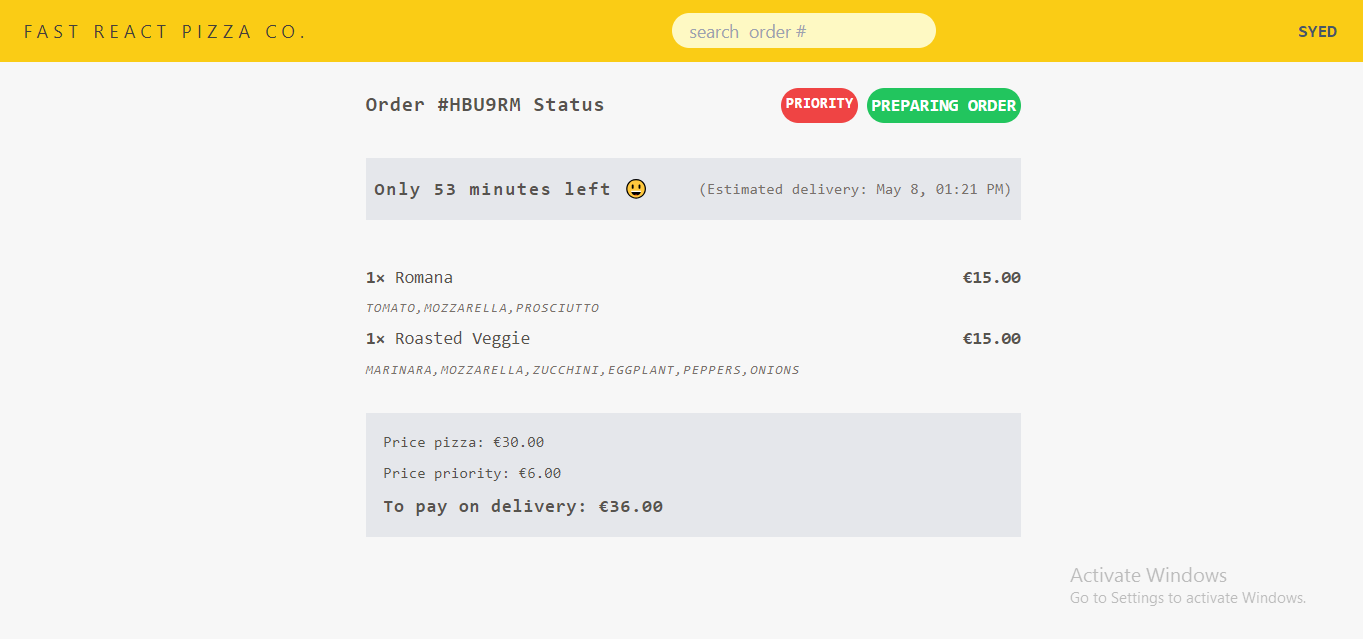 FAST REACT PIZZA CO.
search order #
SYED
Order #HBU9RM Status
PRIORITY
PREPARING ORDER
Only 53 minutes left 😃
(Estimated delivery: May 8, 01:21 PM)
1× Romana
€15.00
TOMATO,MOZZARELLA,PROSCIUTTO
1× Roasted Veggie
€15.00
MARINARA,MOZZARELLA,ZUCCHINI,EGGPLANT,PEPPERS,ONIONS
Price pizza: €30.00
Price priority: €6.00
To pay on delivery: €36.00
Activate Windows
Go to Settings to activate Windows.